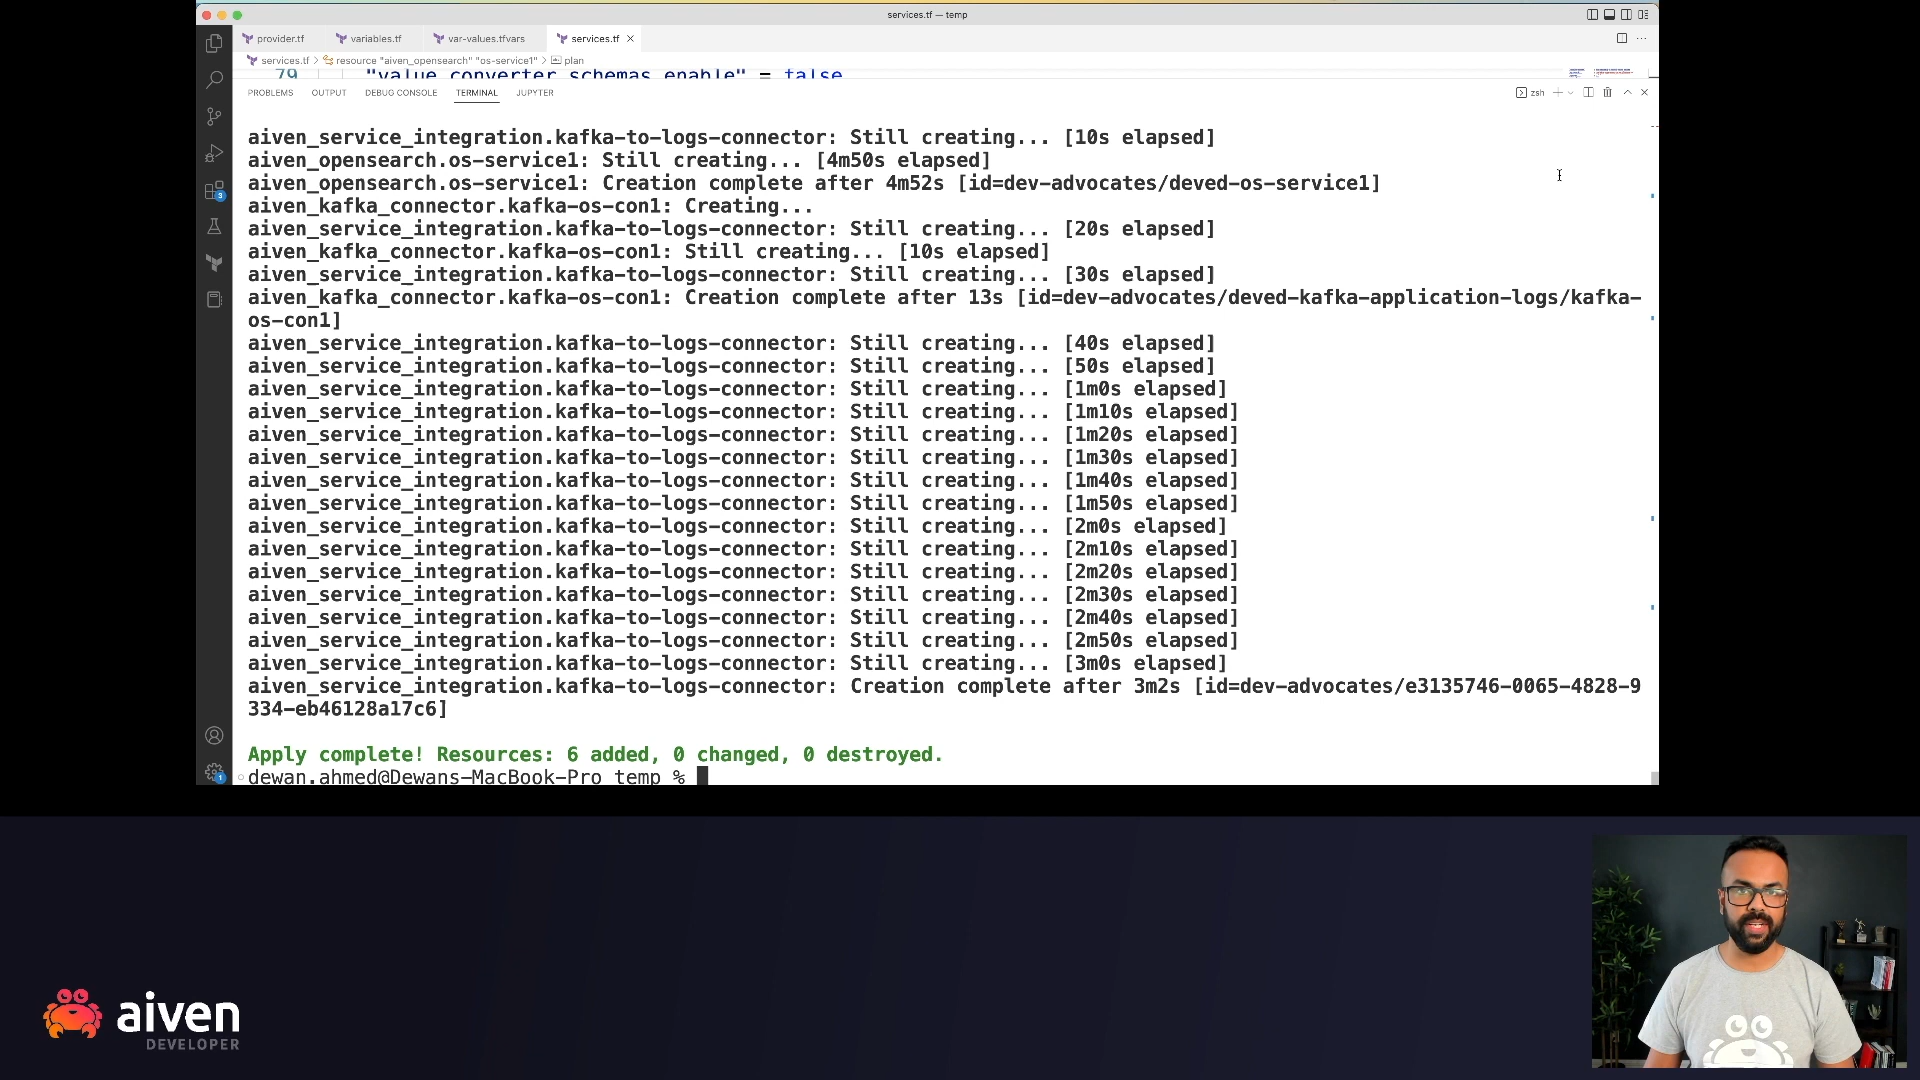 services.tf — temp
provider.tf
variables.tf
var-values.tfvars
services.tf
services.tf > resource "aiven_opensearch" "os-service1" > plan
79 "value_converter_schemas_enable" = false
PROBLEMS OUTPUT DEBUG CONSOLE TERMINAL JUPYTER
zsh
aiven_service_integration.kafka-to-logs-connector: Still creating... [10s elapsed]
aiven_opensearch.os-service1: Still creating... [4m50s elapsed]
aiven_opensearch.os-service1: Creation complete after 4m52s [id=dev-advocates/deved-os-service1]
aiven_kafka_connector.kafka-os-con1: Creating...
aiven_service_integration.kafka-to-logs-connector: Still creating... [20s elapsed]
aiven_kafka_connector.kafka-os-con1: Still creating... [10s elapsed]
aiven_service_integration.kafka-to-logs-connector: Still creating... [30s elapsed]
aiven_kafka_connector.kafka-os-con1: Creation complete after 13s [id=dev-advocates/deved-kafka-application-logs/kafka-
os-con1]
aiven_service_integration.kafka-to-logs-connector: Still creating... [40s elapsed]
aiven_service_integration.kafka-to-logs-connector: Still creating... [50s elapsed]
aiven_service_integration.kafka-to-logs-connector: Still creating... [1m0s elapsed]
aiven_service_integration.kafka-to-logs-connector: Still creating... [1m10s elapsed]
aiven_service_integration.kafka-to-logs-connector: Still creating... [1m20s elapsed]
aiven_service_integration.kafka-to-logs-connector: Still creating... [1m30s elapsed]
aiven_service_integration.kafka-to-logs-connector: Still creating... [1m40s elapsed]
aiven_service_integration.kafka-to-logs-connector: Still creating... [1m50s elapsed]
aiven_service_integration.kafka-to-logs-connector: Still creating... [2m0s elapsed]
aiven_service_integration.kafka-to-logs-connector: Still creating... [2m10s elapsed]
aiven_service_integration.kafka-to-logs-connector: Still creating... [2m20s elapsed]
aiven_service_integration.kafka-to-logs-connector: Still creating... [2m30s elapsed]
aiven_service_integration.kafka-to-logs-connector: Still creating... [2m40s elapsed]
aiven_service_integration.kafka-to-logs-connector: Still creating... [2m50s elapsed]
aiven_service_integration.kafka-to-logs-connector: Still creating... [3m0s elapsed]
aiven_service_integration.kafka-to-logs-connector: Creation complete after 3m2s [id=dev-advocates/e3135746-0065-4828-9
334-eb46128a17c6]
Apply complete! Resources: 6 added, 0 changed, 0 destroyed.
dewan.ahmed@Dewans-MacBook-Pro temp %
aiven
DEVELOPER